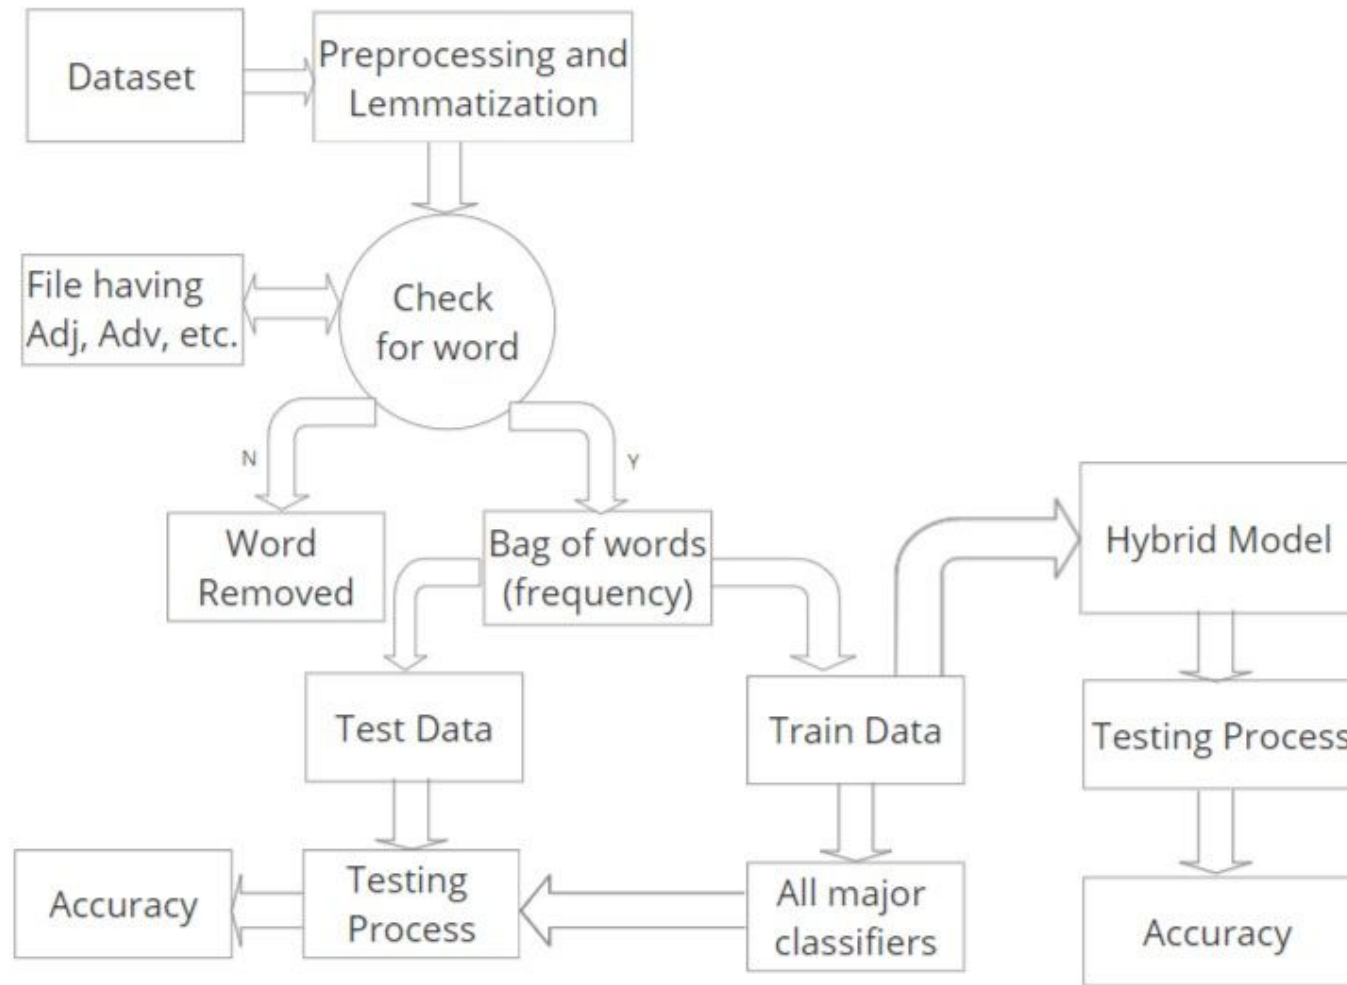 Dataset
Preprocessing and
Lemmatization
File having
Adj, Adv, etc.
Check
for word
N
Y
Word
Removed
Bag of words
(frequency)
Hybrid Model
Test Data
Train Data
Testing Process
Accuracy
Testing
Process
All major
classifiers
Accuracy